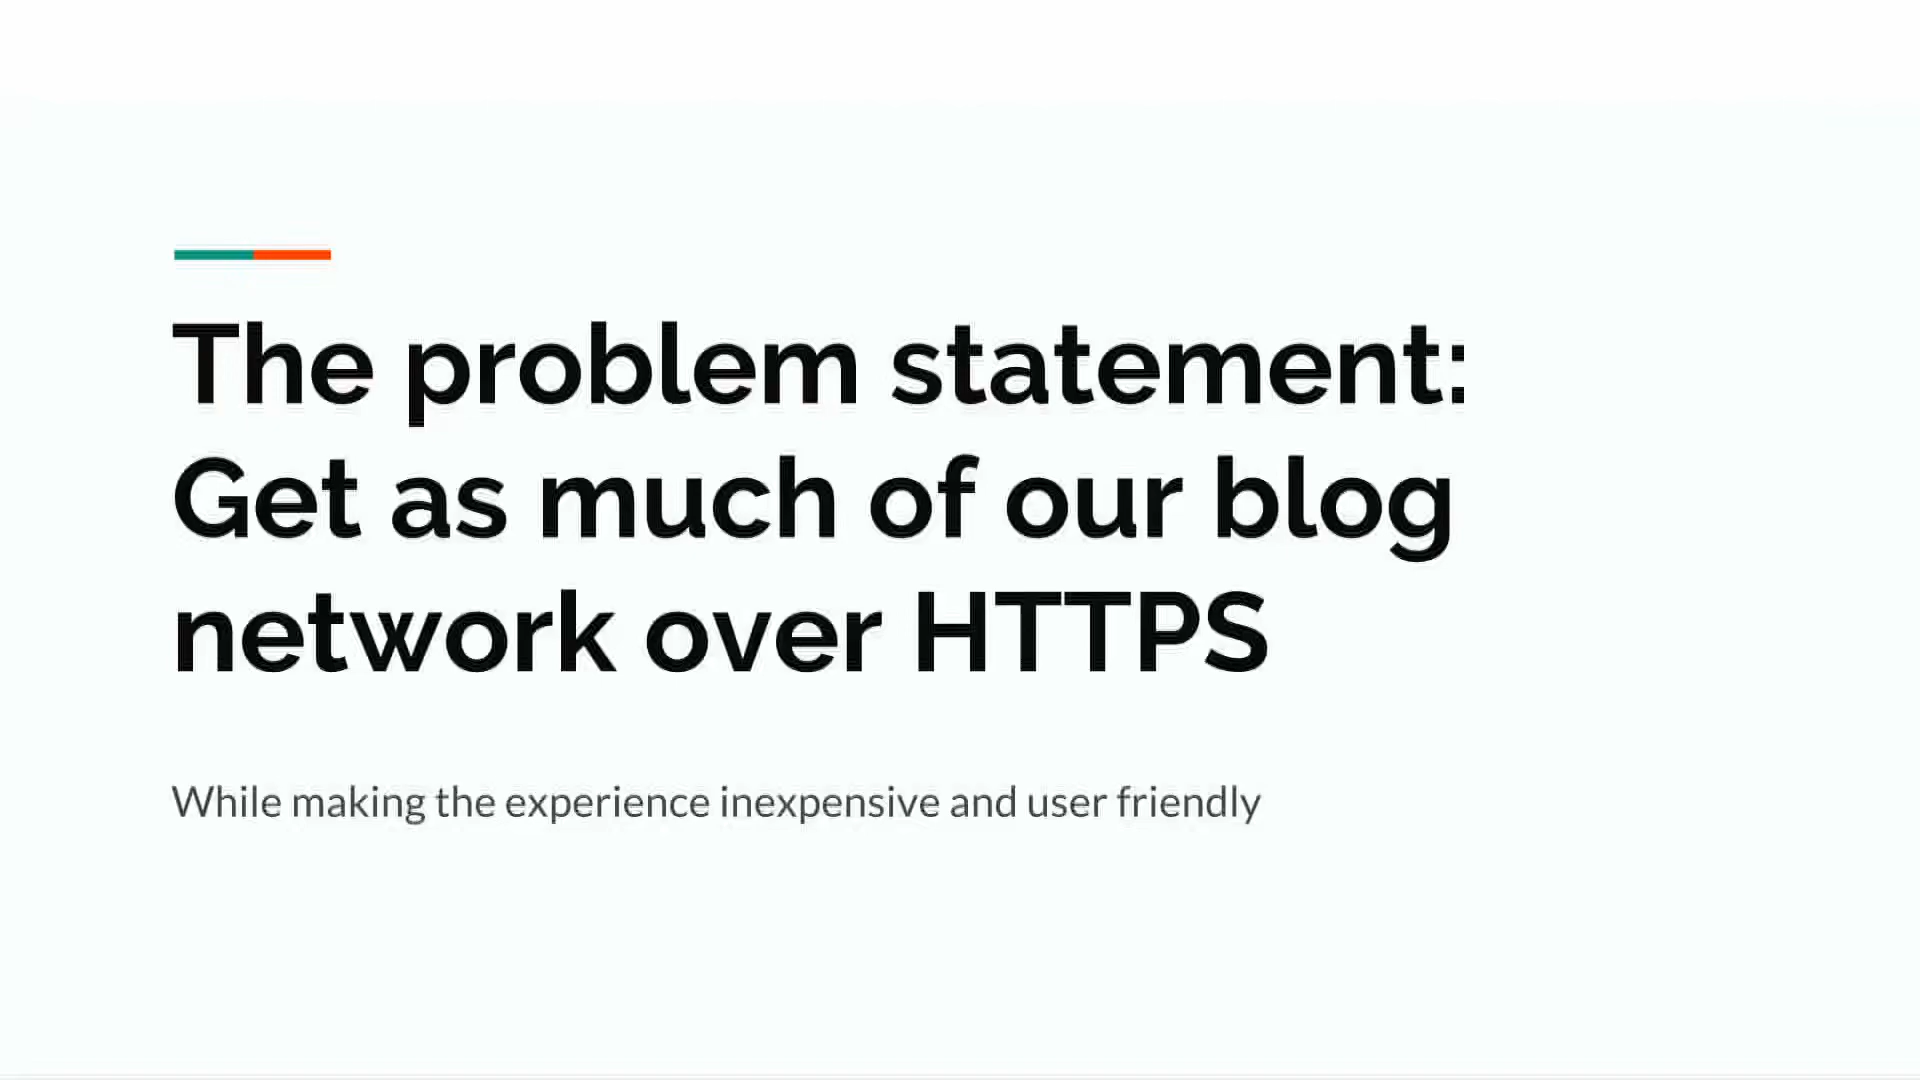 The problem statement:
Get as much of our blog
network over HTTPS
While making the experience inexpensive and user friendly